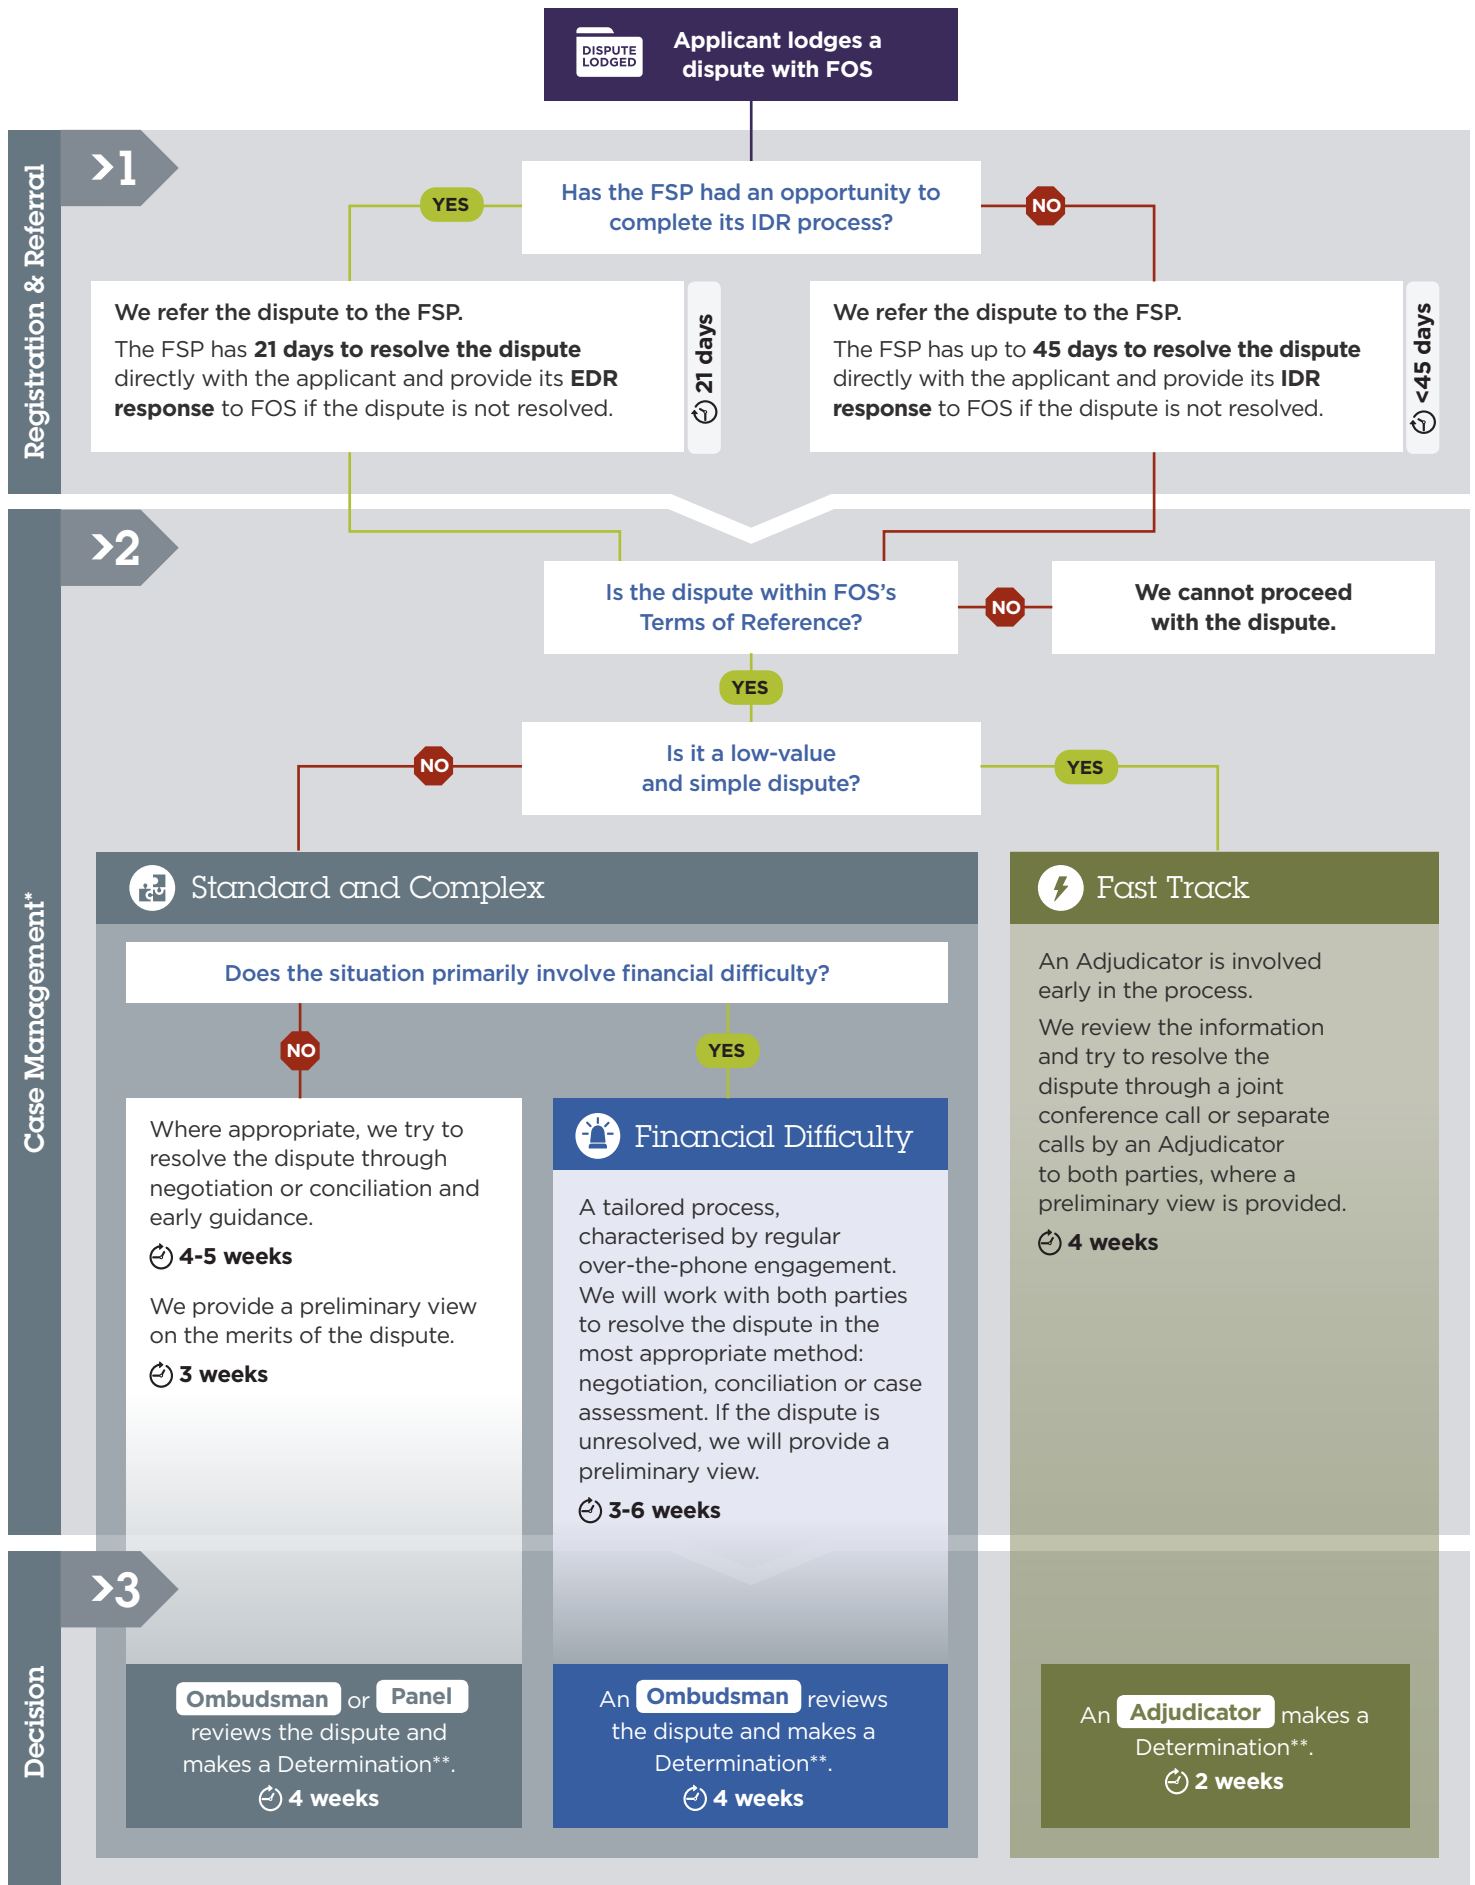 DISPUTE
LODGED
Applicant lodges a
dispute with FOS
Registration & Referral
>1
Has the FSP had an opportunity to
complete its IDR process?
YES
NO
We refer the dispute to the FSP.
The FSP has 21 days to resolve the dispute
directly with the applicant and provide its EDR
response to FOS if the dispute is not resolved.
21 days
We refer the dispute to the FSP.
The FSP has up to 45 days to resolve the dispute
directly with the applicant and provide its IDR
response to FOS if the dispute is not resolved.
<45 days
Case Management*
>2
Is the dispute within FOS’s
Terms of Reference?
NO
We cannot proceed
with the dispute.
YES
Is it a low-value
and simple dispute?
NO
YES
Standard and Complex
Does the situation primarily involve financial difficulty?
NO
YES
Where appropriate, we try to
resolve the dispute through
negotiation or conciliation and
early guidance.
4-5 weeks
We provide a preliminary view
on the merits of the dispute.
3 weeks
Financial Difficulty
A tailored process,
characterised by regular
over-the-phone engagement.
We will work with both parties
to resolve the dispute in the
most appropriate method:
negotiation, conciliation or case
assessment. If the dispute is
unresolved, we will provide a
preliminary view.
3-6 weeks
Fast Track
An Adjudicator is involved
early in the process.
We review the information
and try to resolve the
dispute through a joint
conference call or separate
calls by an Adjudicator
to both parties, where a
preliminary view is provided.
4 weeks
Decision
>3
Ombudsman or Panel
reviews the dispute and
makes a Determination**.
4 weeks
An Ombudsman reviews
the dispute and makes a
Determination**.
4 weeks
An Adjudicator makes a
Determination**.
2 weeks